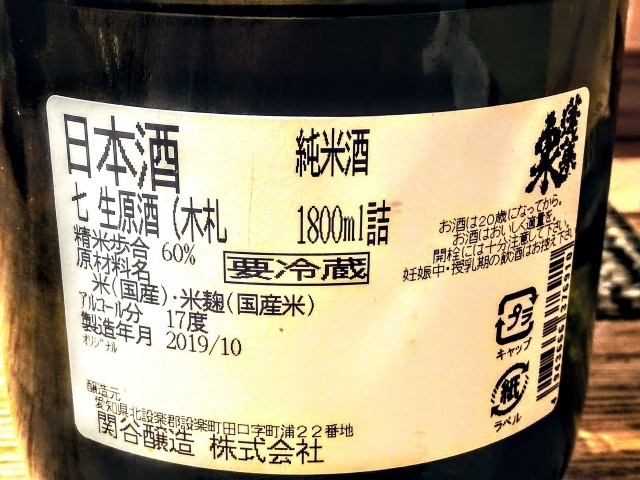 日本酒 純米酒
七 生原酒 (木札 1800ml詰
精米歩合 60%
原材料名 要冷蔵
米(国産)・米麹(国産米)
アルコール分 17度
製造年月 2019/10
オリジナル
醸造元
愛知県北設楽郡設楽町田口字町浦22番地
関谷醸造 株式会社
蓬莱泉
お酒は20歳になってから。
お酒はおいしく適量を。
開栓には十分注意して下さい。
妊娠中・授乳期の飲酒はお控え下
プラ
キャップ
紙
ラベル